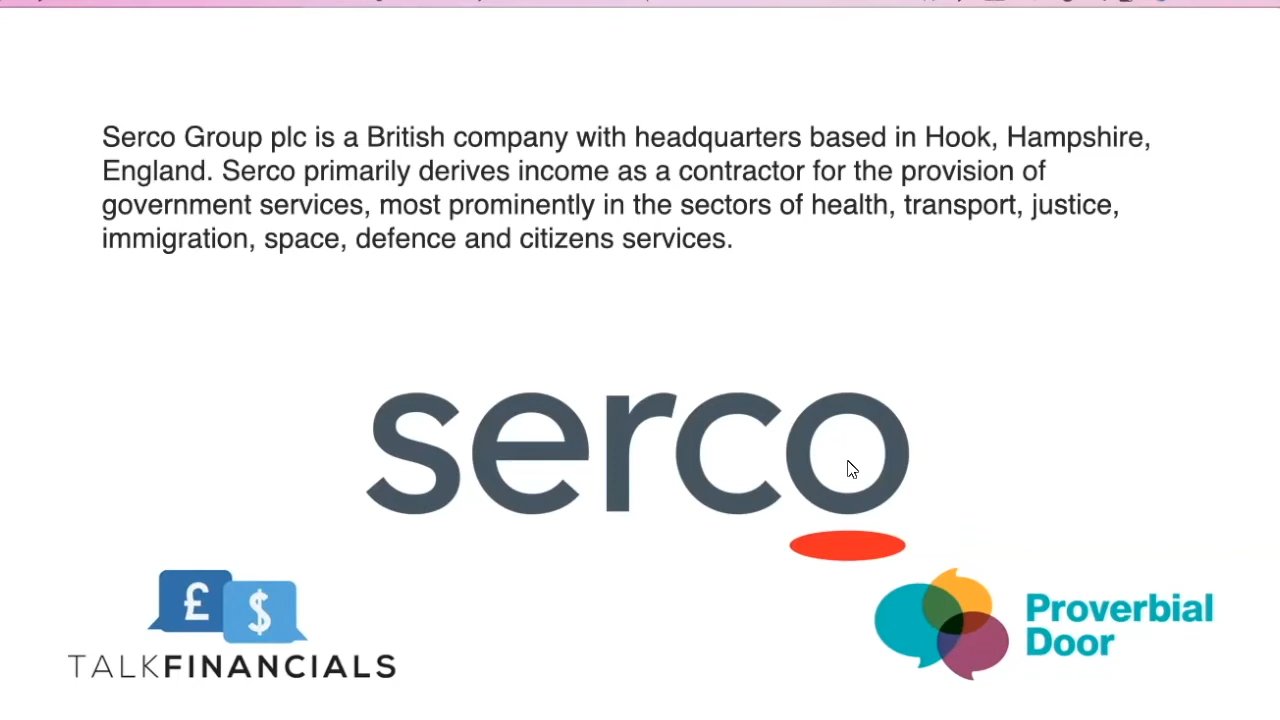 Serco Group plc is a British company with headquarters based in Hook, Hampshire,
England. Serco primarily derives income as a contractor for the provision of
government services, most prominently in the sectors of health, transport, justice,
immigration, space, defence and citizens services.
serco
£ $
TALKFINANCIALS
Proverbial
Door